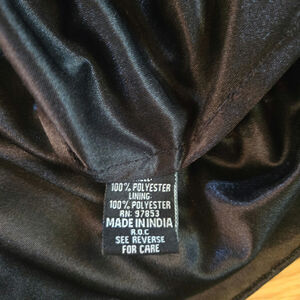 100% POLYESTER
LINING:
100% POLYESTER
RN: 97853
MADE IN INDIA
R.O.C
SEE REVERSE
FOR CARE